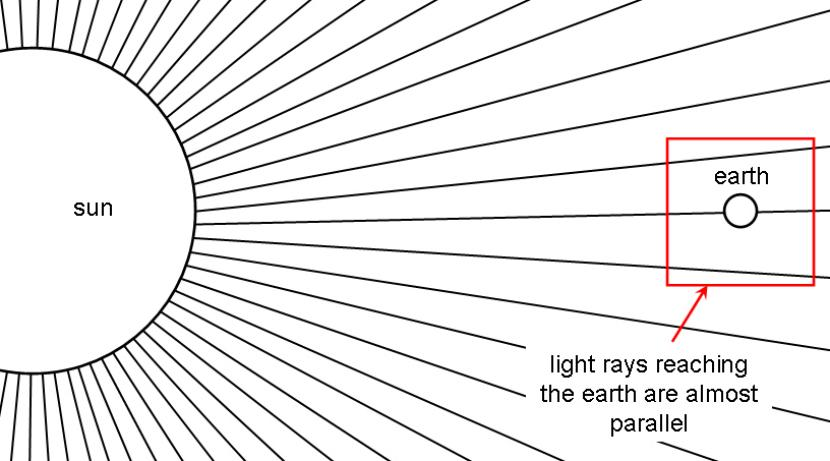 earth
sun
light rays reaching
the earth are almost
parallel